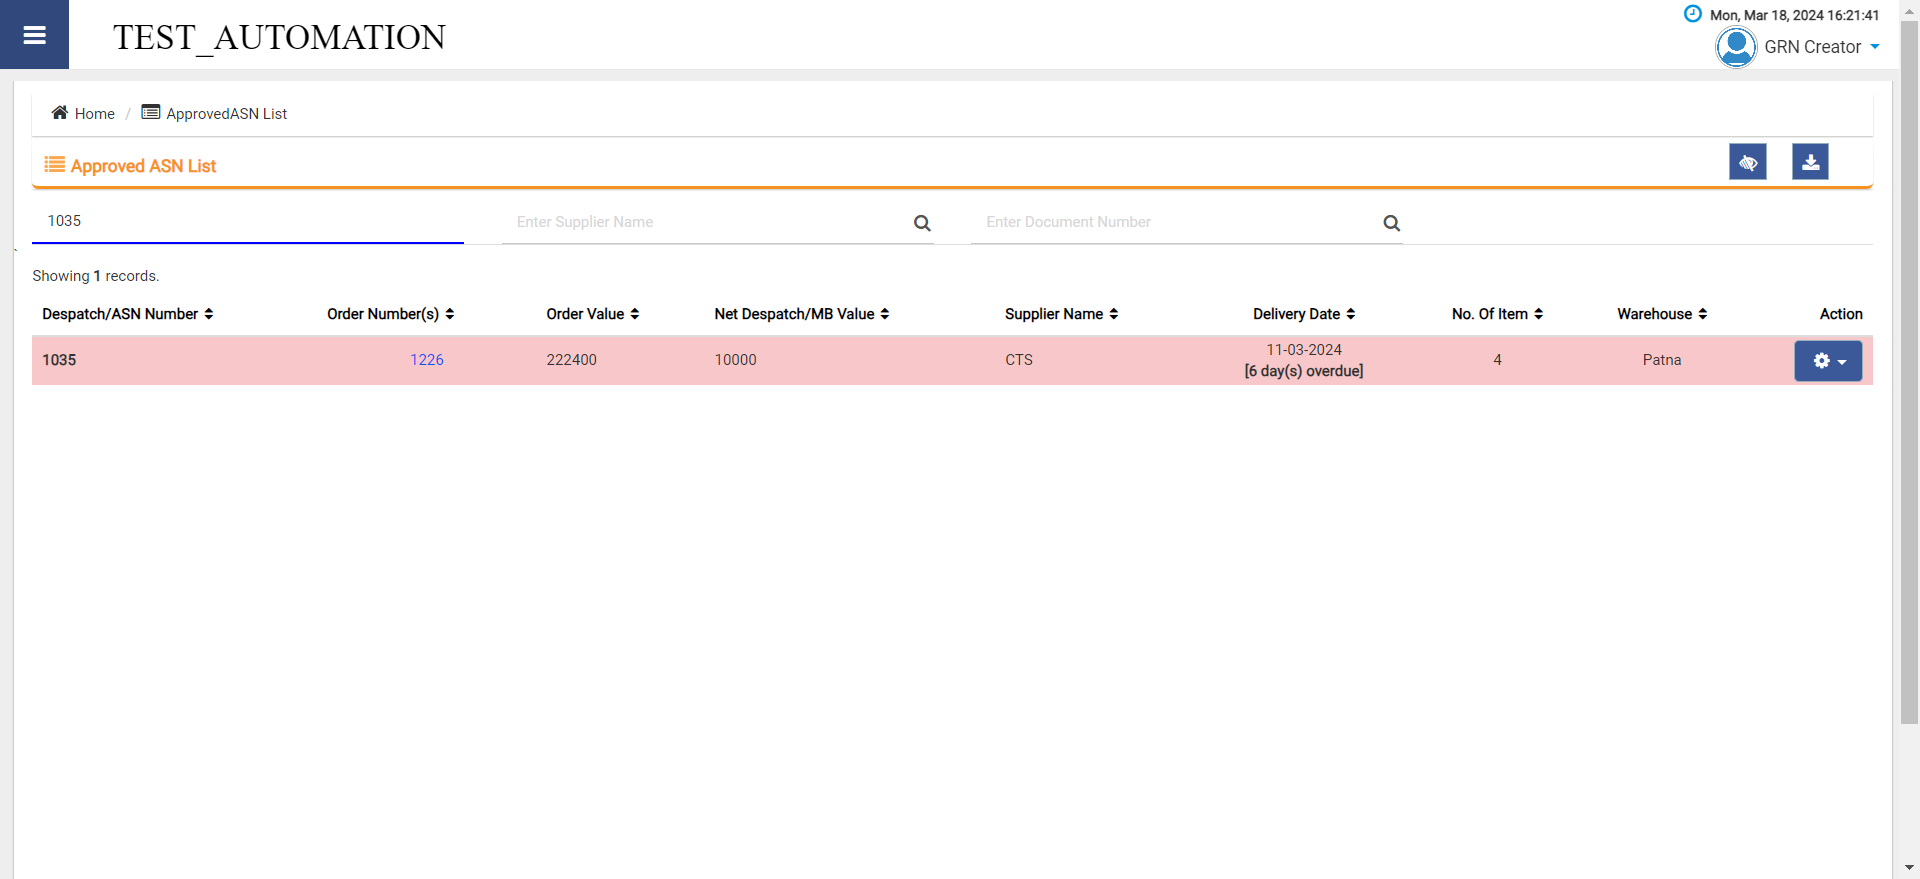 TEST_AUTOMATION
Mon, Mar 18, 2024 16:21:41
GRN Creator
Home / ApprovedASN List
Approved ASN List
1035 Enter Supplier Name Enter Document Number
Showing 1 records.
Despatch/ASN Number Order Number(s) Order Value Net Despatch/MB Value Supplier Name Delivery Date No. Of Item Warehouse Action
1035 1226 222400 10000 CTS 11-03-2024 4 Patna
[6 day(s) overdue]